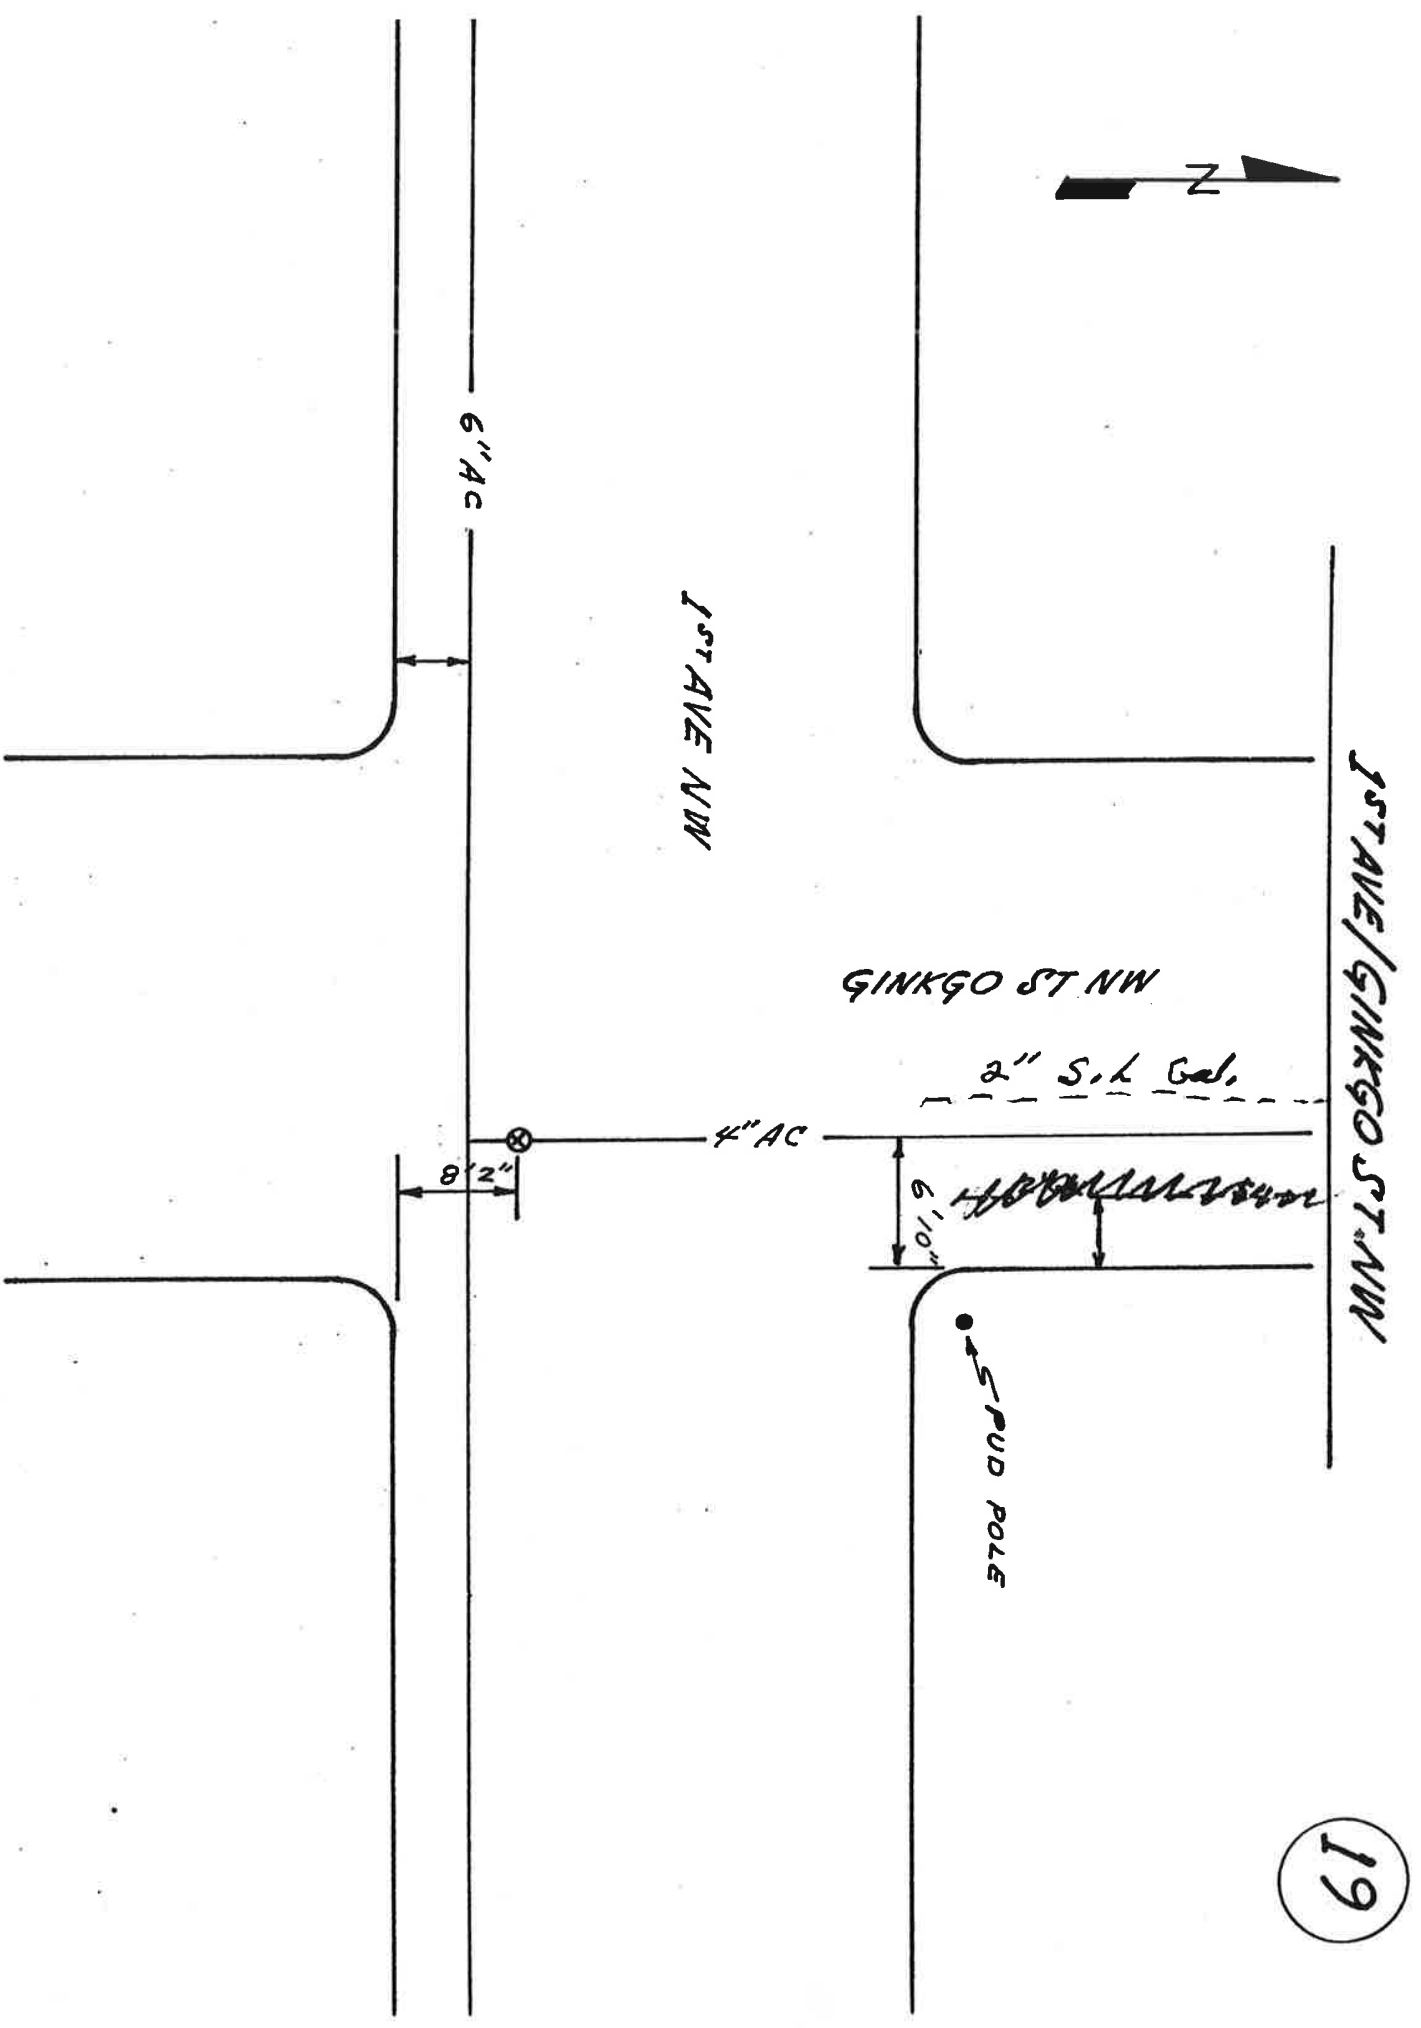 19
1ST AVE/GINKGO ST. NW
N
GINKGO ST NW
2" S.L Gal.
4" AC
6'10"
PUD POLE
1ST AVE NW
6" AC
8'2"